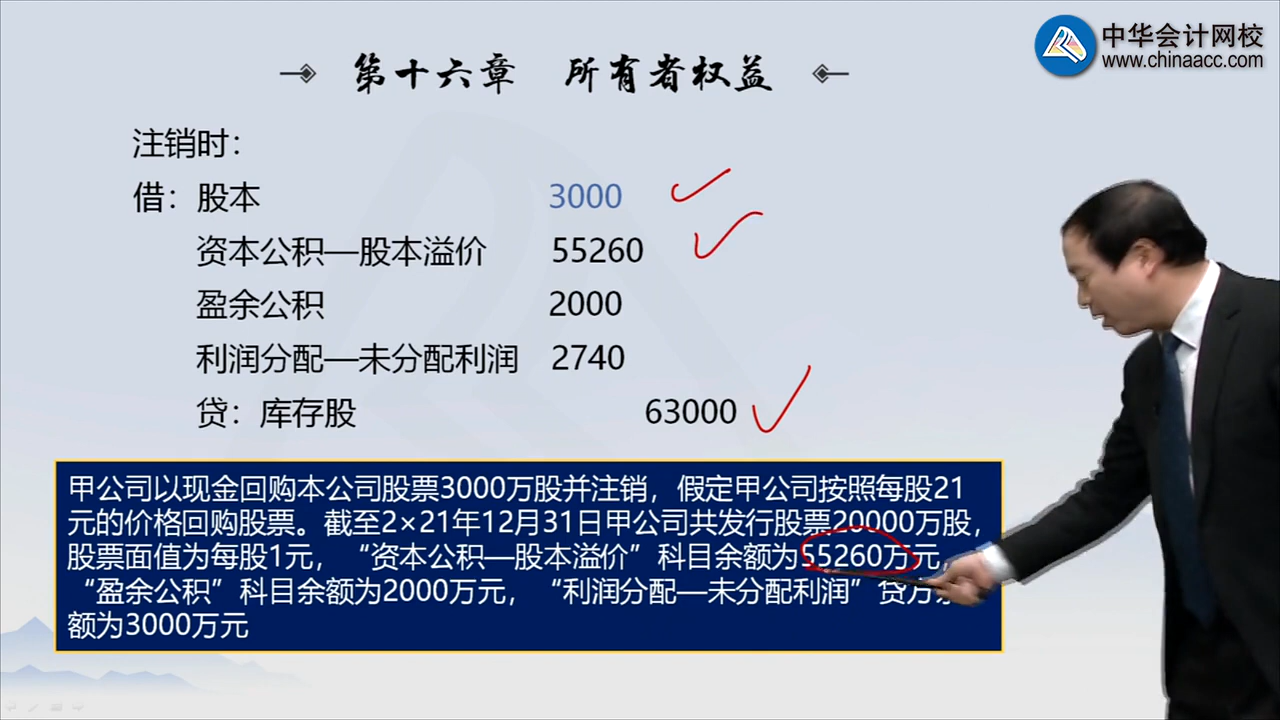 中华会计网校
www.chinaacc.com
第十六章 所有者权益
注销时：
借：股本 3000
资本公积—股本溢价 55260
盈余公积 2000
利润分配—未分配利润 2740
贷：库存股 63000
甲公司以现金回购本公司股票3000万股并注销，假定甲公司按照每股21
元的价格回购股票。截至2×21年12月31日甲公司共发行股票20000万股，
股票面值为每股1元，“资本公积—股本溢价”科目余额为55260万元，
“盈余公积”科目余额为2000万元，“利润分配—未分配利润”贷方
额为3000万元